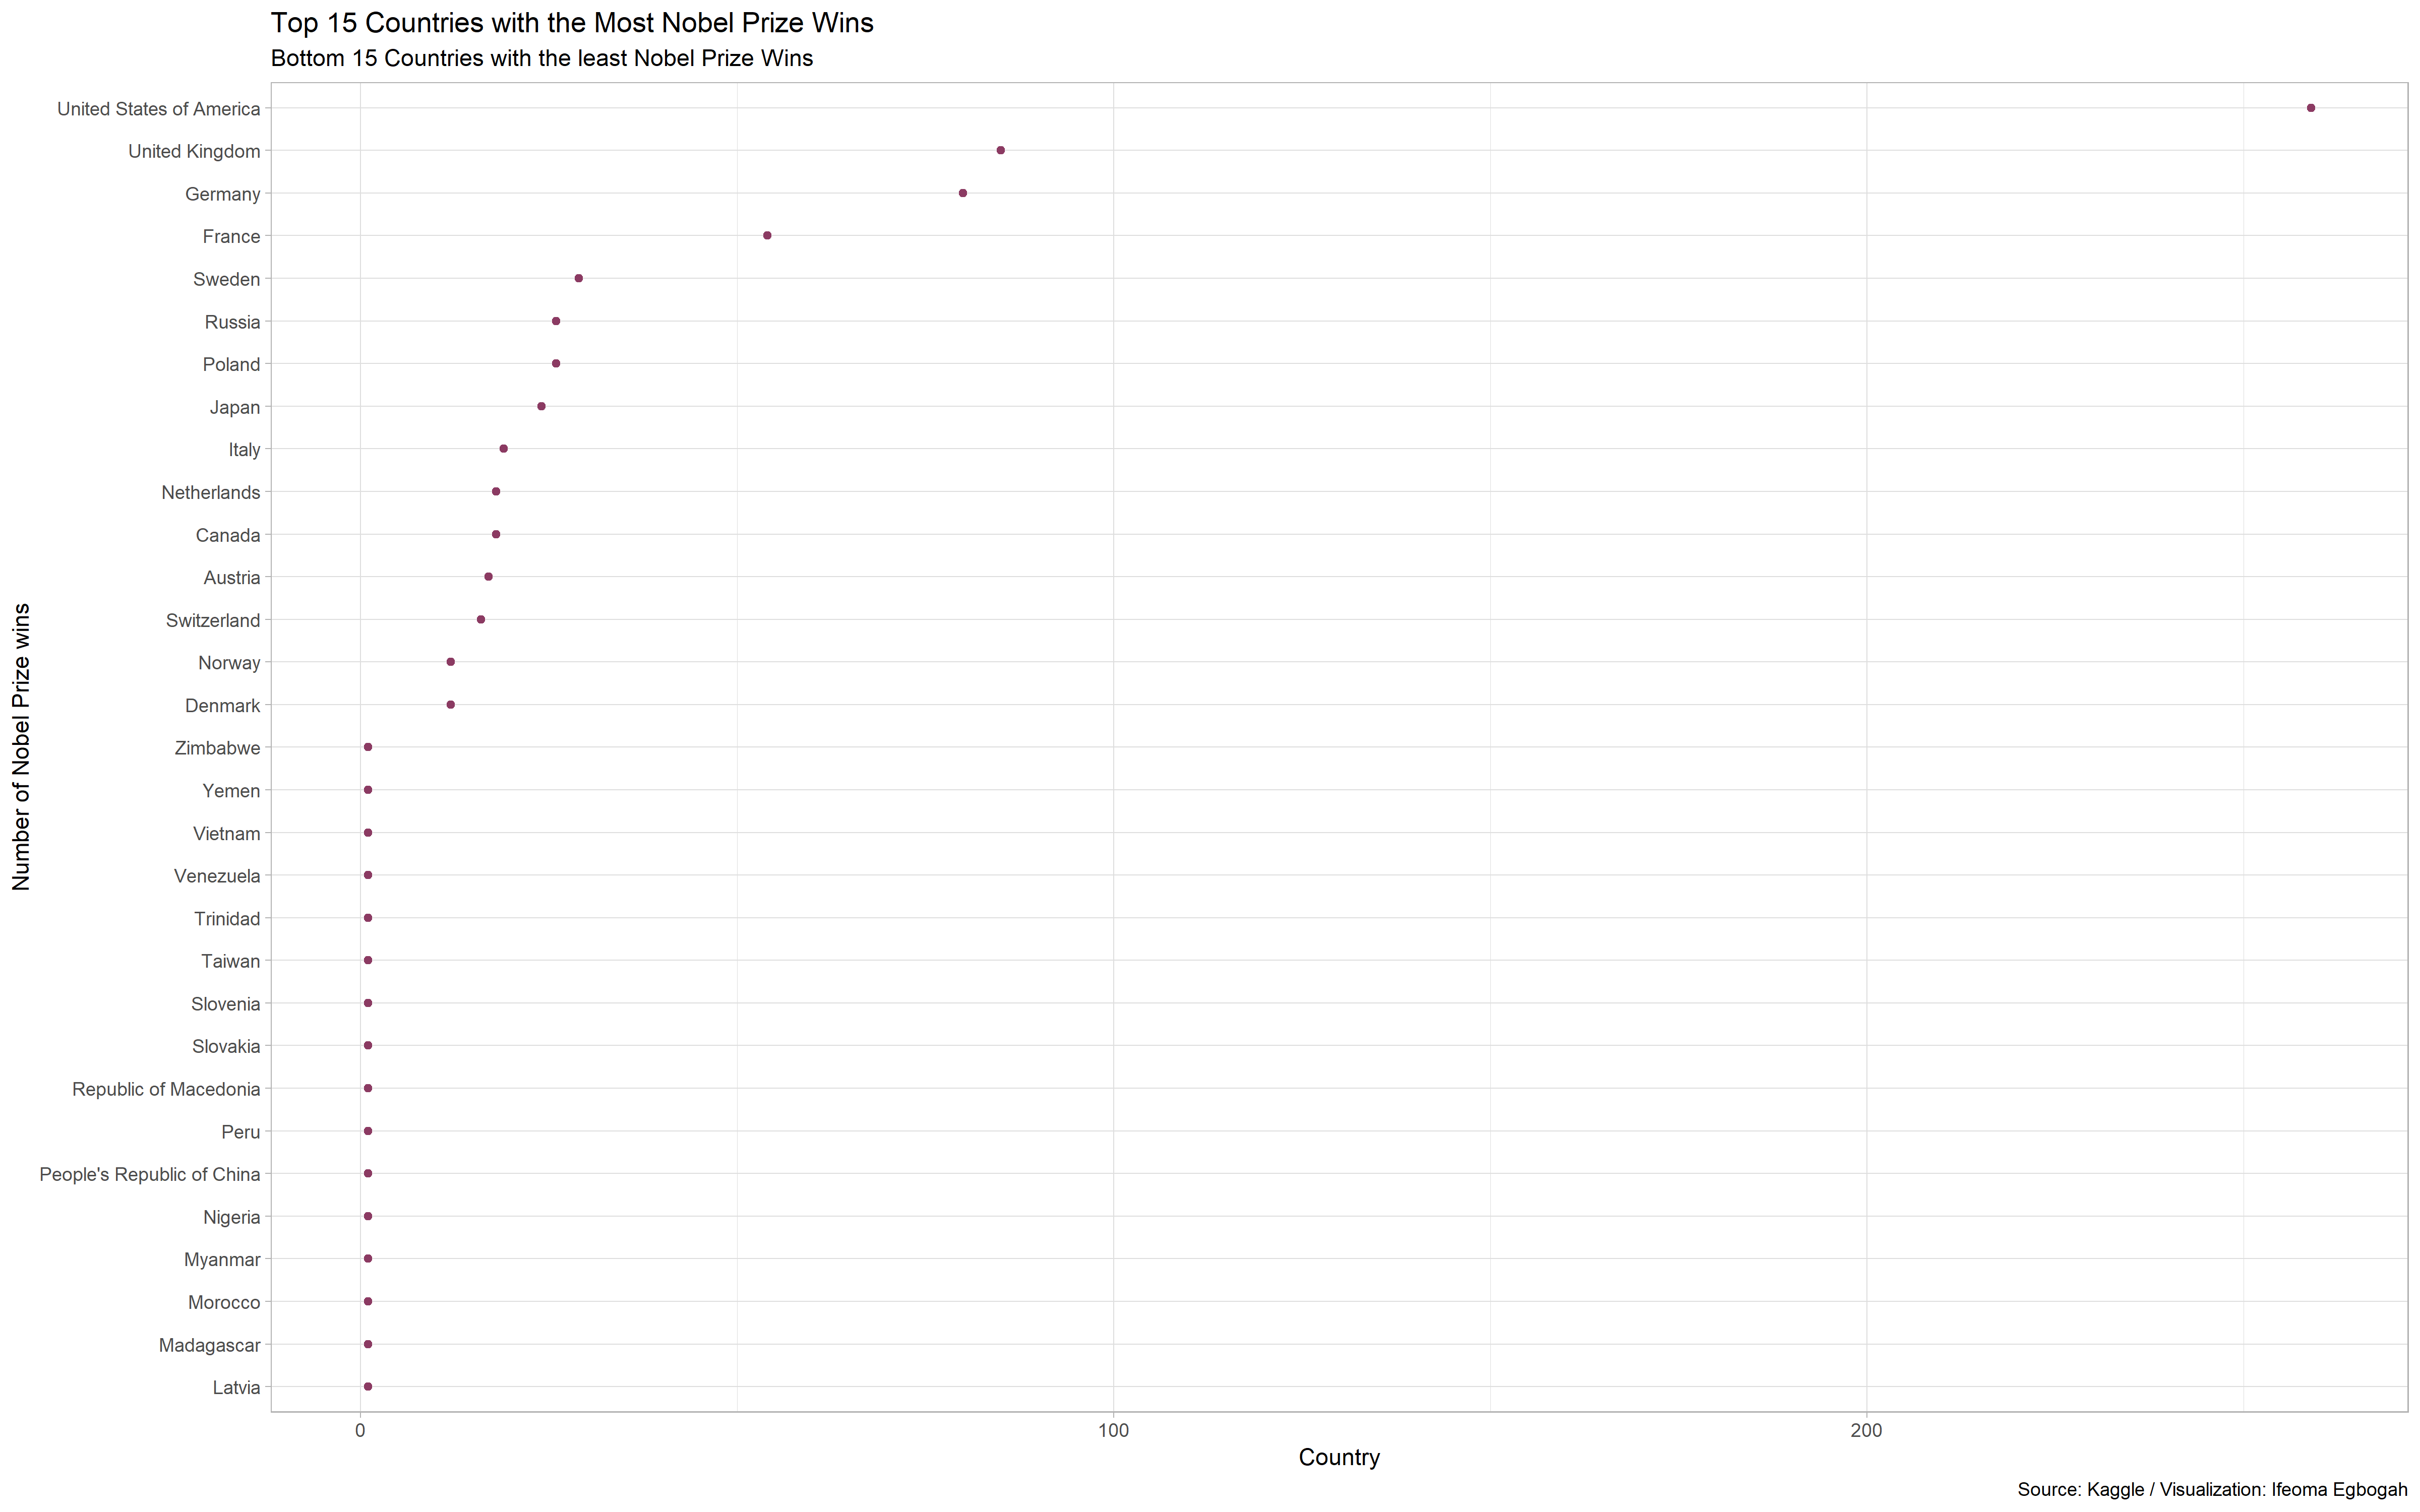 Top 15 Countries with the Most Nobel Prize Wins
Bottom 15 Countries with the least Nobel Prize Wins
Number of Nobel Prize wins
United States of America
United Kingdom
Germany
France
Sweden
Russia
Poland
Japan
Italy
Netherlands
Canada
Austria
Switzerland
Norway
Denmark
Zimbabwe
Yemen
Vietnam
Venezuela
Trinidad
Taiwan
Slovenia
Slovakia
Republic of Macedonia
Peru
People's Republic of China
Nigeria
Myanmar
Morocco
Madagascar
Latvia
0 100 200
Country
Source: Kaggle / Visualization: Ifeoma Egbogah